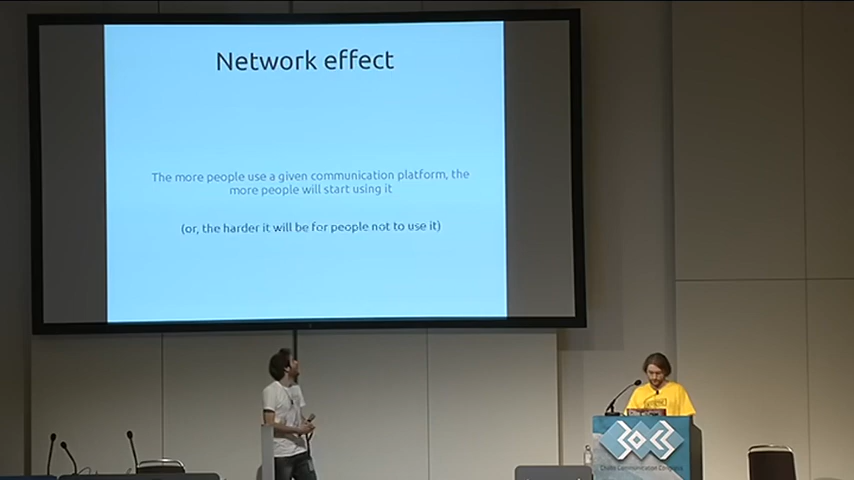 Network effect
The more people use a given communication platform, the
more people will start using it
(or, the harder it will be for people not to use it)
30C3
Chaos Communication Congress